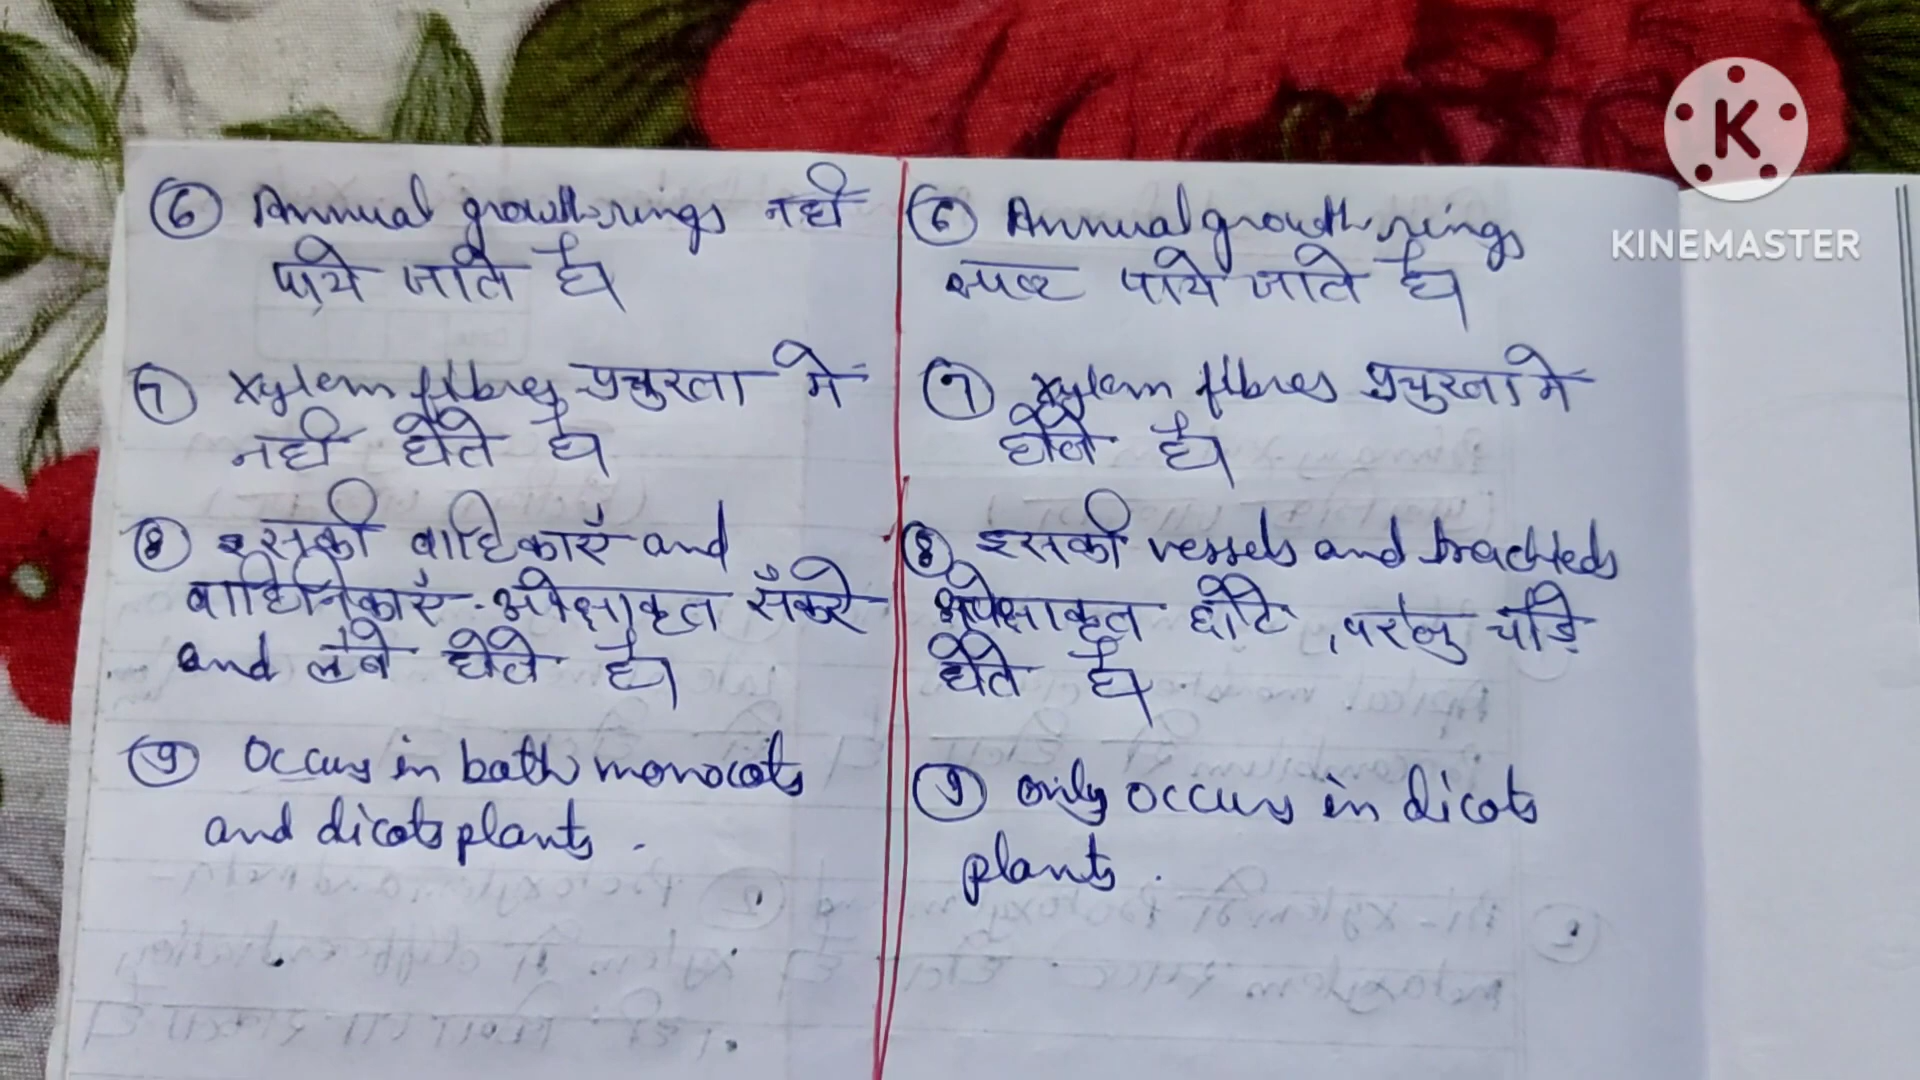 ⑥ Annual growth rings नही
पाये जाते है।
⑦ xylem fibres प्रचुरता मे
नही होते है।
⑧ इसकी वाहिकाएँ and
वाहिनिकाएँ अपेक्षाकृत सँकरे
and लंबे होते है।
⑨ Occurs in both monocots
and dicots plants.
⑥ Annual growth rings
स्पष्ट पाये जाते है।
⑦ xylem fibres प्रचुरता मे
होते है।
⑧ इसकी vessels and tracheids
अपेक्षाकृत छोटे, परन्तु चौड़े
होते है।
⑨ only occurs in dicots
plants.
K
KINEMASTER